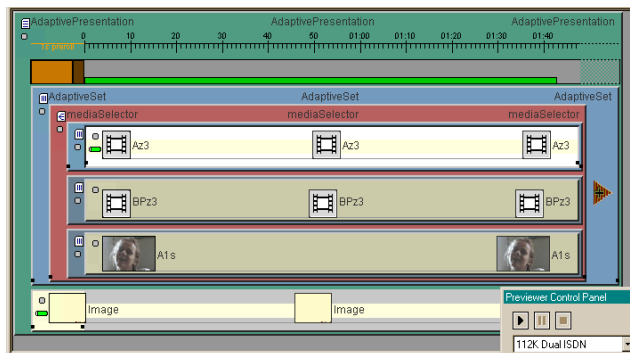 AdaptivePresentation AdaptivePresentation AdaptivePresentation
0 10 20 30 40 50 01:00 01:10 01:20 01:30 01:40
1s preroll
AdaptiveSet AdaptiveSet AdaptiveSet
mediaSelector mediaSelector mediaSelector
Az3 Az3 Az3
BPz3 BPz3 BPz3
A1s A1s
Previewer Control Panel
Image Image
112K Dual ISDN